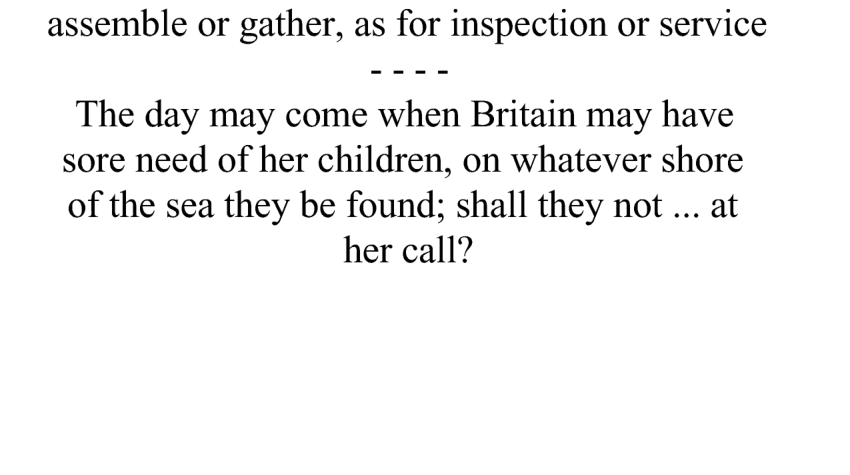 assemble or gather, as for inspection or service
- - - -
The day may come when Britain may have
sore need of her children, on whatever shore
of the sea they be found; shall they not ... at
her call?